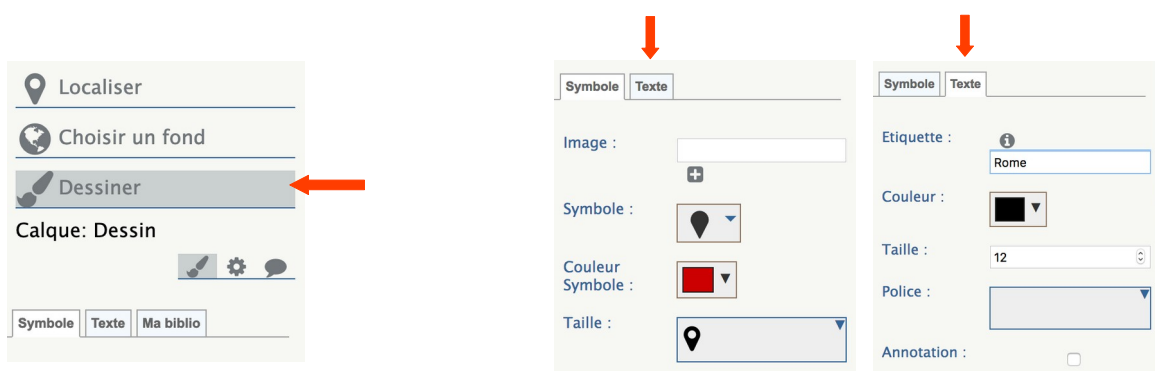 Localiser
Choisir un fond
Dessiner
Calque: Dessin
Symbole Texte Ma biblio
Symbole Texte
Image :
Symbole :
Couleur
Symbole :
Taille :
Symbole Texte
Etiquette :
Rome
Couleur :
Taille :
12
Police :
Annotation :